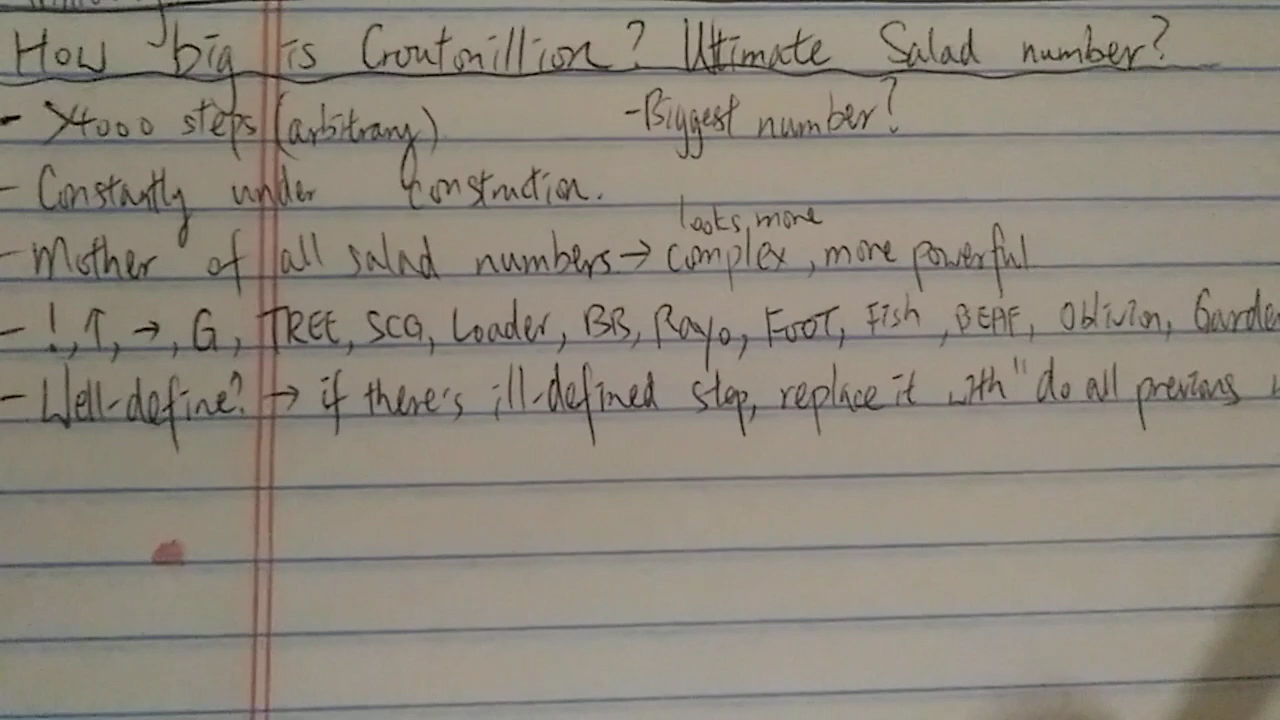 How big is Croutonillion? Ultimate Salad number?
- >4000 steps (arbitrary) - Biggest number?
- Constantly under construction.
looks more
- Mother of all salad numbers → complex, more powerful
- !, ↑, →, G, TREE, SCG, Loader, BB, Rayo, FOOT, Fish, BEAF, Oblivion, Garde
- Well-define? → if there's ill-defined step, replace it with "do all previous